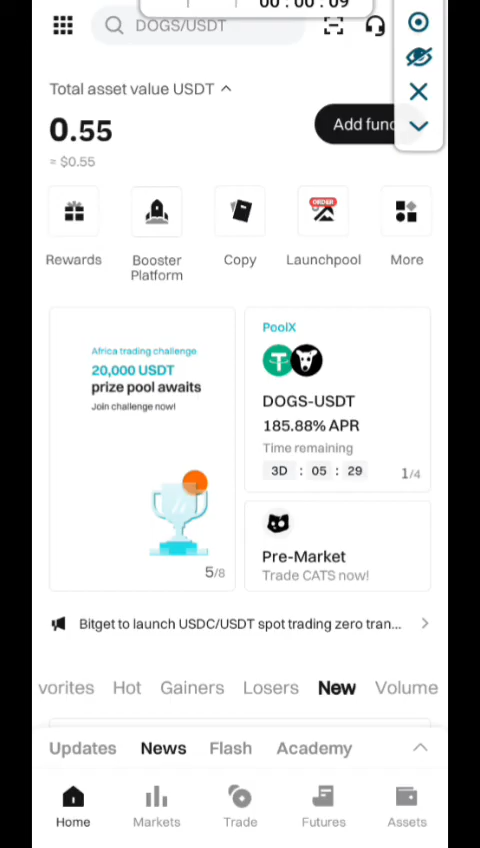 00 : 00 : 09
DOGS/USDT
Total asset value USDT
0.55
Add fun
≈ $0.55
ORDER
Rewards
Booster
Platform
Copy
Launchpool
More
Africa trading challenge
20,000 USDT
prize pool awaits
Join challenge now!
5/8
PoolX
DOGS-USDT
185.88% APR
Time remaining
3D : 05 : 29
1/4
Pre-Market
Trade CATS now!
Bitget to launch USDC/USDT spot trading zero tran...
vorites Hot Gainers Losers New Volume
Updates News Flash Academy
Home Markets Trade Futures Assets